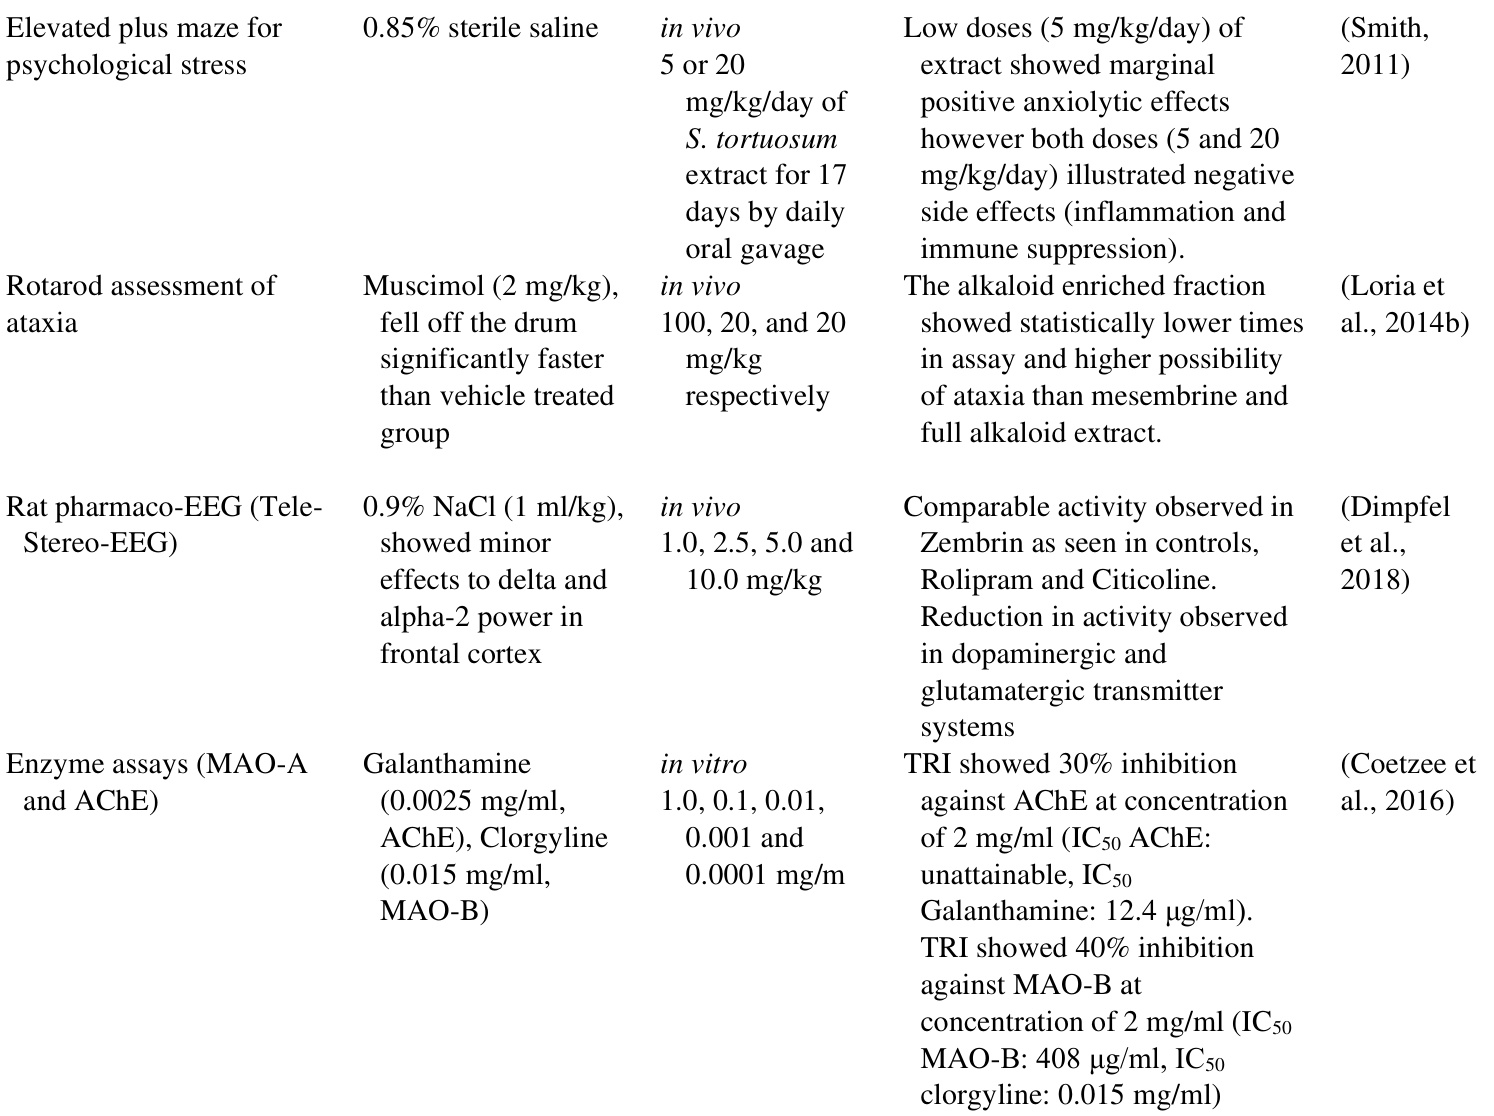 Elevated plus maze for
psychological stress
0.85% sterile saline
in vivo
5 or 20
mg/kg/day of
S. tortuosum
extract for 17
days by daily
oral gavage
Low doses (5 mg/kg/day) of
extract showed marginal
positive anxiolytic effects
however both doses (5 and 20
mg/kg/day) illustrated negative
side effects (inflammation and
immune suppression).
(Smith,
2011)
Rotarod assessment of
ataxia
Muscimol (2 mg/kg),
fell off the drum
significantly faster
than vehicle treated
group
in vivo
100, 20, and 20
mg/kg
respectively
The alkaloid enriched fraction
showed statistically lower times
in assay and higher possibility
of ataxia than mesembrine and
full alkaloid extract.
(Loria et
al., 2014b)
Rat pharmaco-EEG (Tele-
Stereo-EEG)
0.9% NaCl (1 ml/kg),
showed minor
effects to delta and
alpha-2 power in
frontal cortex
in vivo
1.0, 2.5, 5.0 and
10.0 mg/kg
Comparable activity observed in
Zembrin as seen in controls,
Rolipram and Citicoline.
Reduction in activity observed
in dopaminergic and
glutamatergic transmitter
systems
(Dimpfel
et al.,
2018)
Enzyme assays (MAO-A
and AChE)
Galanthamine
(0.0025 mg/ml,
AChE), Clorgyline
(0.015 mg/ml,
MAO-B)
in vitro
1.0, 0.1, 0.01,
0.001 and
0.0001 mg/m
TRI showed 30% inhibition
against AChE at concentration
of 2 mg/ml (IC50 AChE:
unattainable, IC50
Galanthamine: 12.4 µg/ml).
TRI showed 40% inhibition
against MAO-B at
concentration of 2 mg/ml (IC50
MAO-B: 408 µg/ml, IC50
clorgyline: 0.015 mg/ml)
(Coetzee et
al., 2016)